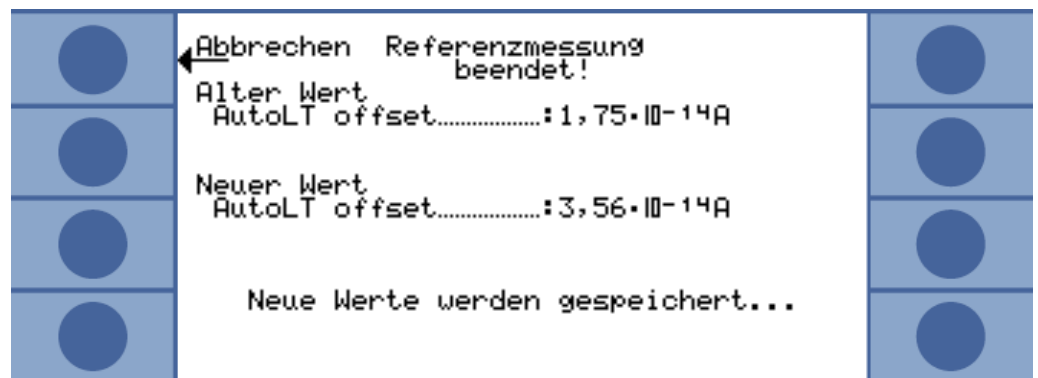 Abbrechen Referenzmessung
beendet!
Alter Wert
AutoLT offset.................:1,75·10-14A
Neuer Wert
AutoLT offset.................:3,56·10-14A
Neue Werte werden gespeichert...